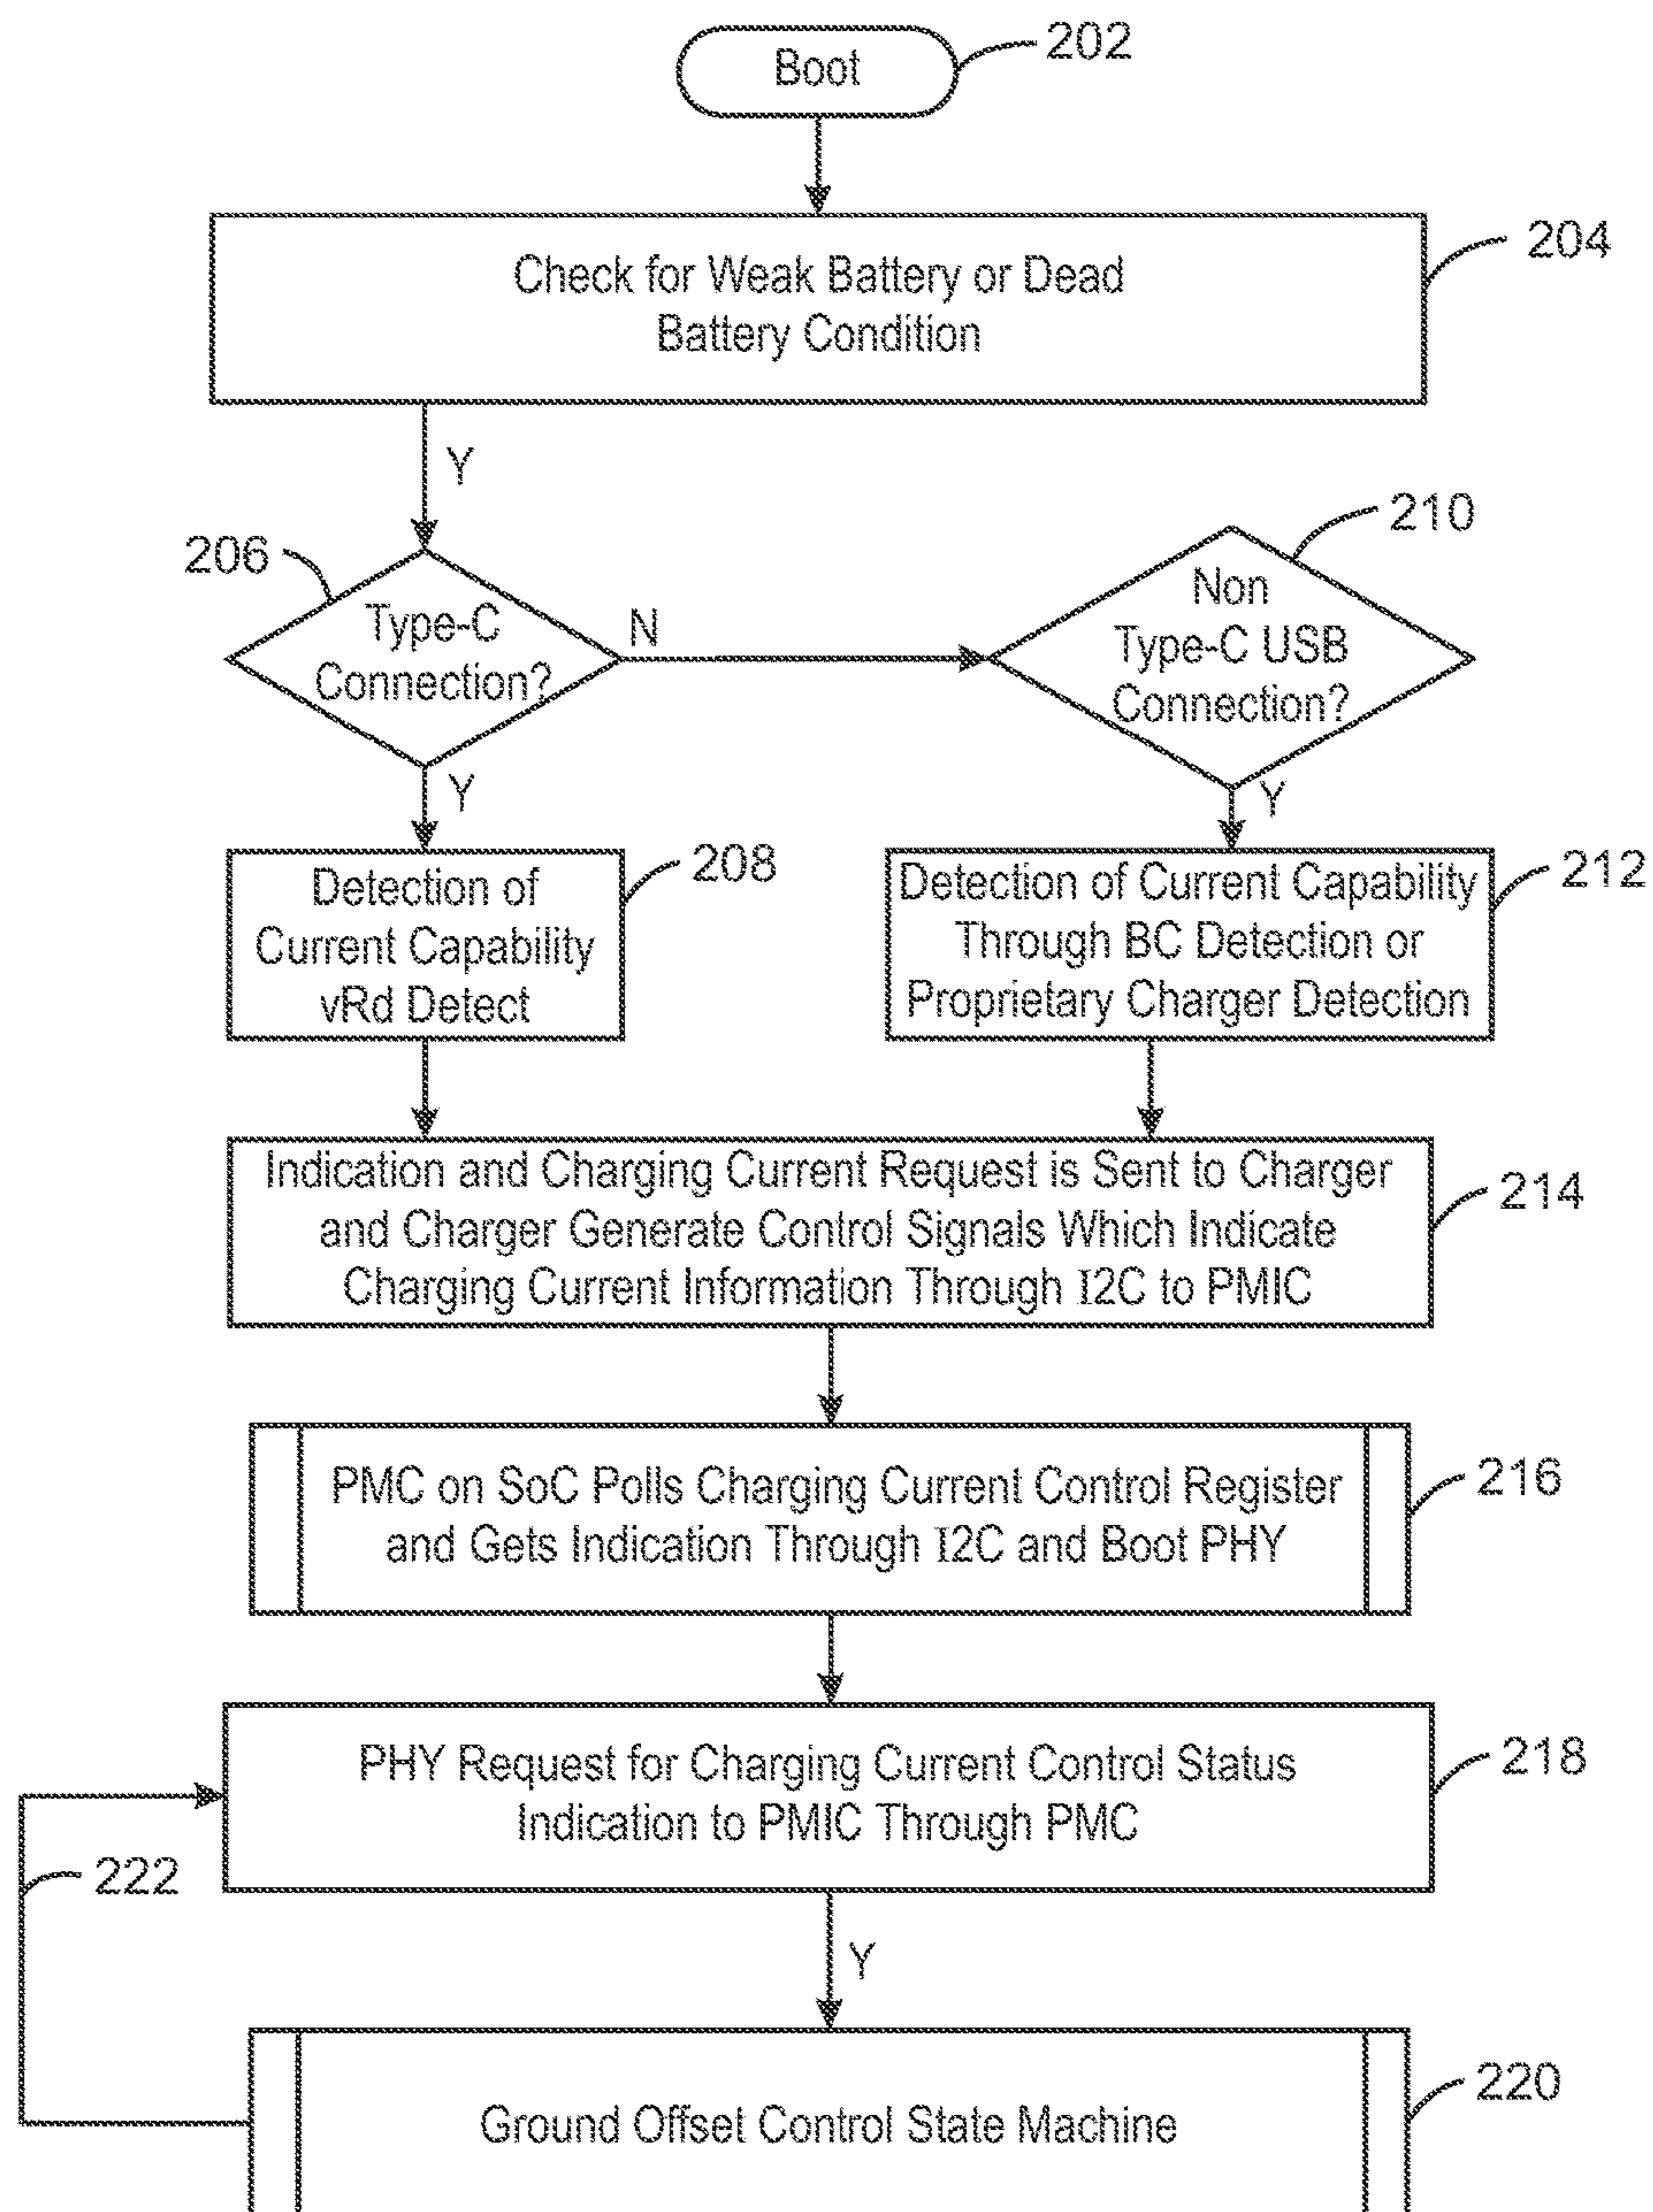 Boot
202
Check for Weak Battery or Dead
Battery Condition
204
Y
206
Type-C
Connection?
N
210
Non
Type-C USB
Connection?
Y
Y
Detection of
Current Capability
vRd Detect
208
Detection of Current Capability
Through BC Detection or
Proprietary Charger Detection
212
Indication and Charging Current Request is Sent to Charger
and Charger Generate Control Signals Which Indicate
Charging Current Information Through I2C to PMIC
214
PMC on SoC Polls Charging Current Control Register
and Gets Indication Through I2C and Boot PHY
216
PHY Request for Charging Current Control Status
Indication to PMIC Through PMC
218
222
Y
Ground Offset Control State Machine
220